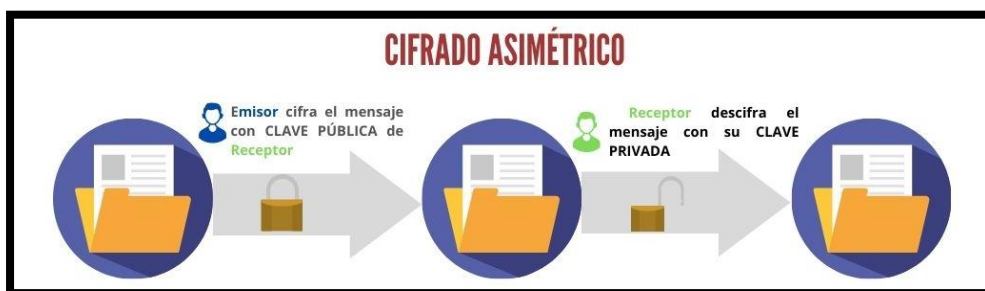 CIFRADO ASIMÉTRICO
Emisor cifra el mensaje
con CLAVE PÚBLICA de
Receptor
Receptor descifra el
mensaje con su CLAVE
PRIVADA